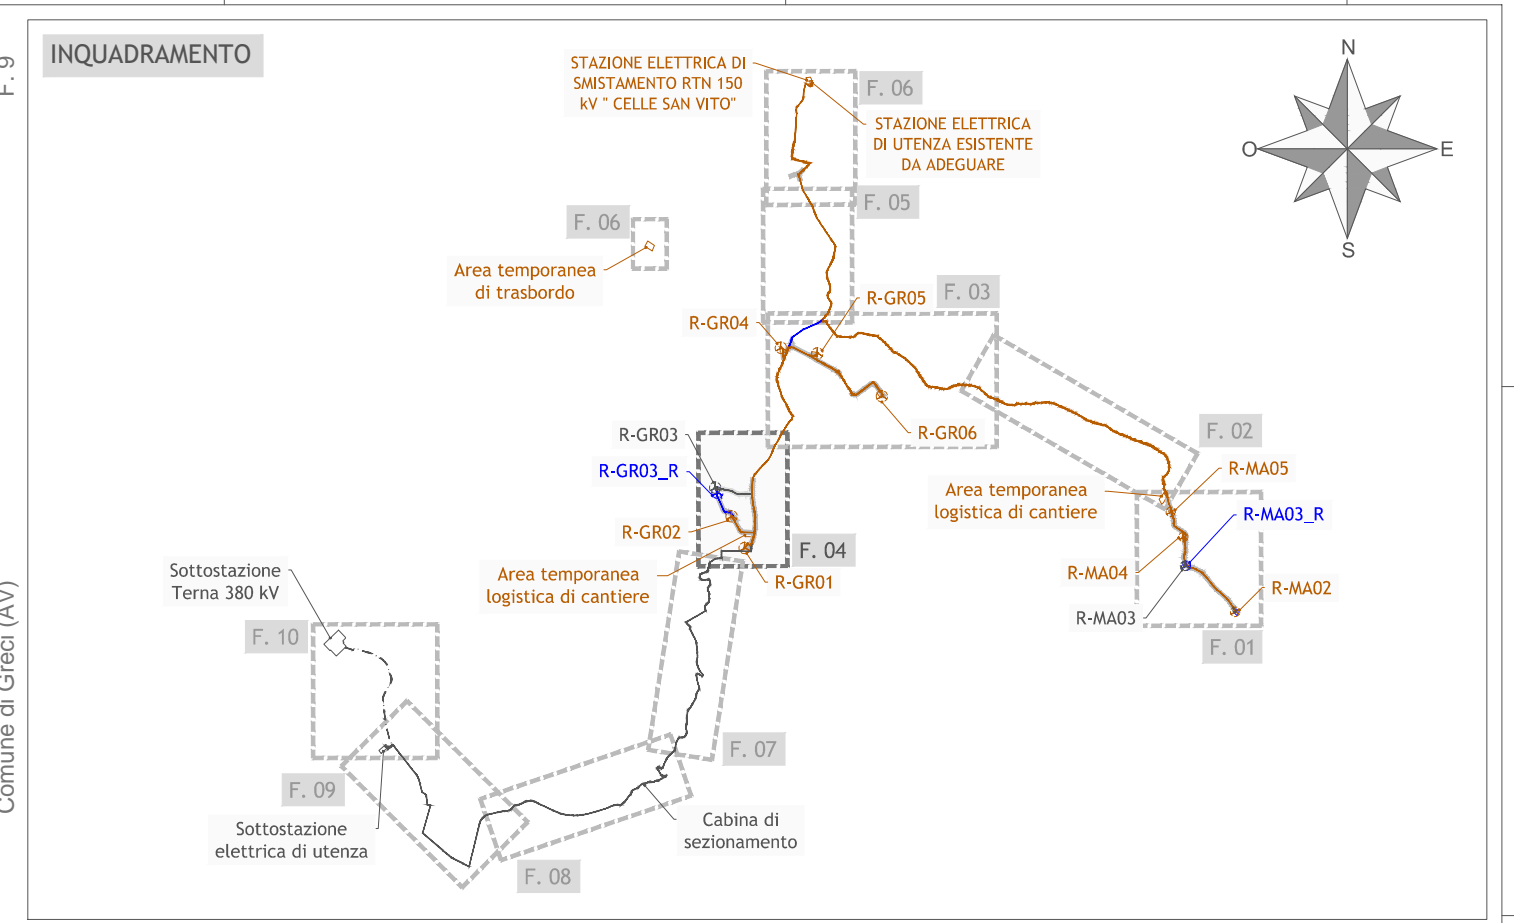 F. 9
Comune di Greci (AV)
INQUADRAMENTO
STAZIONE ELETTRICA DI
SMISTAMENTO RTN 150
kV " CELLE SAN VITO"
F. 06
STAZIONE ELETTRICA
DI UTENZA ESISTENTE
DA ADEGUARE
N
O
E
S
F. 05
F. 06
Area temporanea
di trasbordo
R-GR05
F. 03
R-GR04
R-GR06
R-GR03
R-GR03_R
R-GR02
F. 04
Area temporanea
logistica di cantiere
R-GR01
F. 02
R-MA05
Area temporanea
logistica di cantiere
R-MA03_R
R-MA04
R-MA02
R-MA03
F. 01
Sottostazione
Terna 380 kV
F. 10
F. 07
F. 09
Sottostazione
elettrica di utenza
Cabina di
sezionamento
F. 08